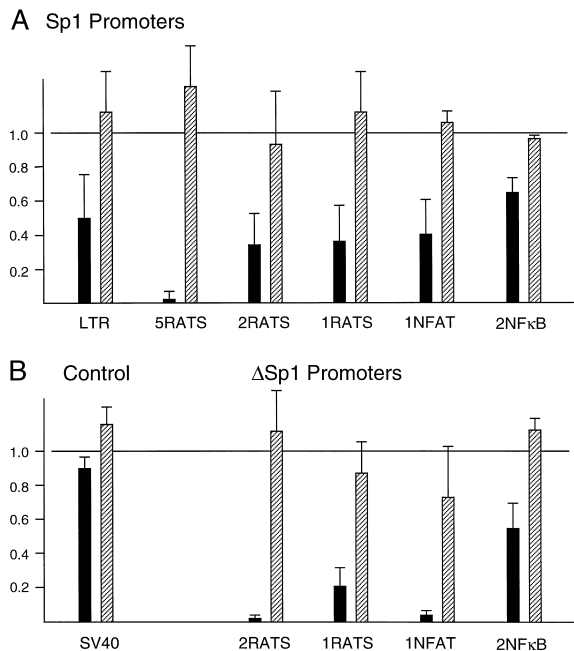 A Sp1 Promoters
1.0
0.8
0.6
0.4
0.2
LTR 5RATS 2RATS 1RATS 1NFAT 2NFκB
B Control ΔSp1 Promoters
1.0
0.8
0.6
0.4
0.2
SV40 2RATS 1RATS 1NFAT 2NFκB